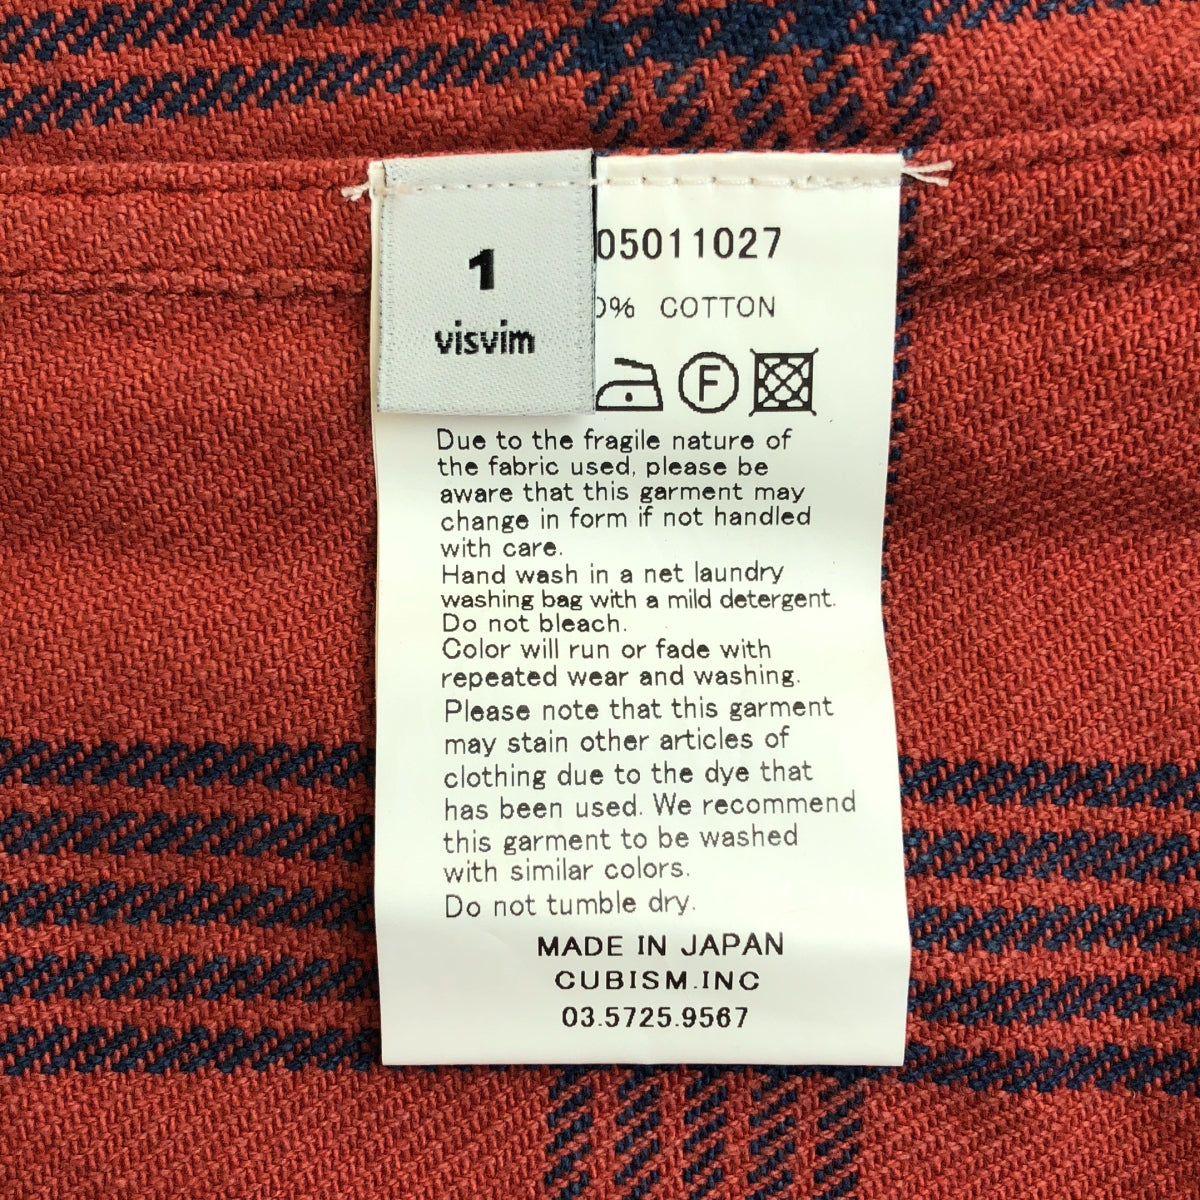 1
visvim
05011027
% COTTON
F
Due to the fragile nature of
the fabric used, please be
aware that this garment may
change in form if not handled
with care.
Hand wash in a net laundry
washing bag with a mild detergent.
Do not bleach.
Color will run or fade with
repeated wear and washing.
Please note that this garment
may stain other articles of
clothing due to the dye that
has been used. We recommend
this garment to be washed
with similar colors.
Do not tumble dry.
MADE IN JAPAN
CUBISM.INC
03.5725.9567